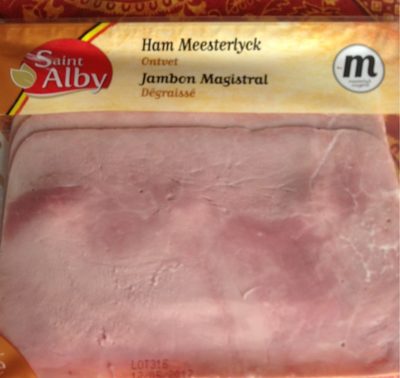 Saint
Alby
Ham Meesterlyck
Ontvet
Jambon Magistral
Dégraissé
m
LOT316